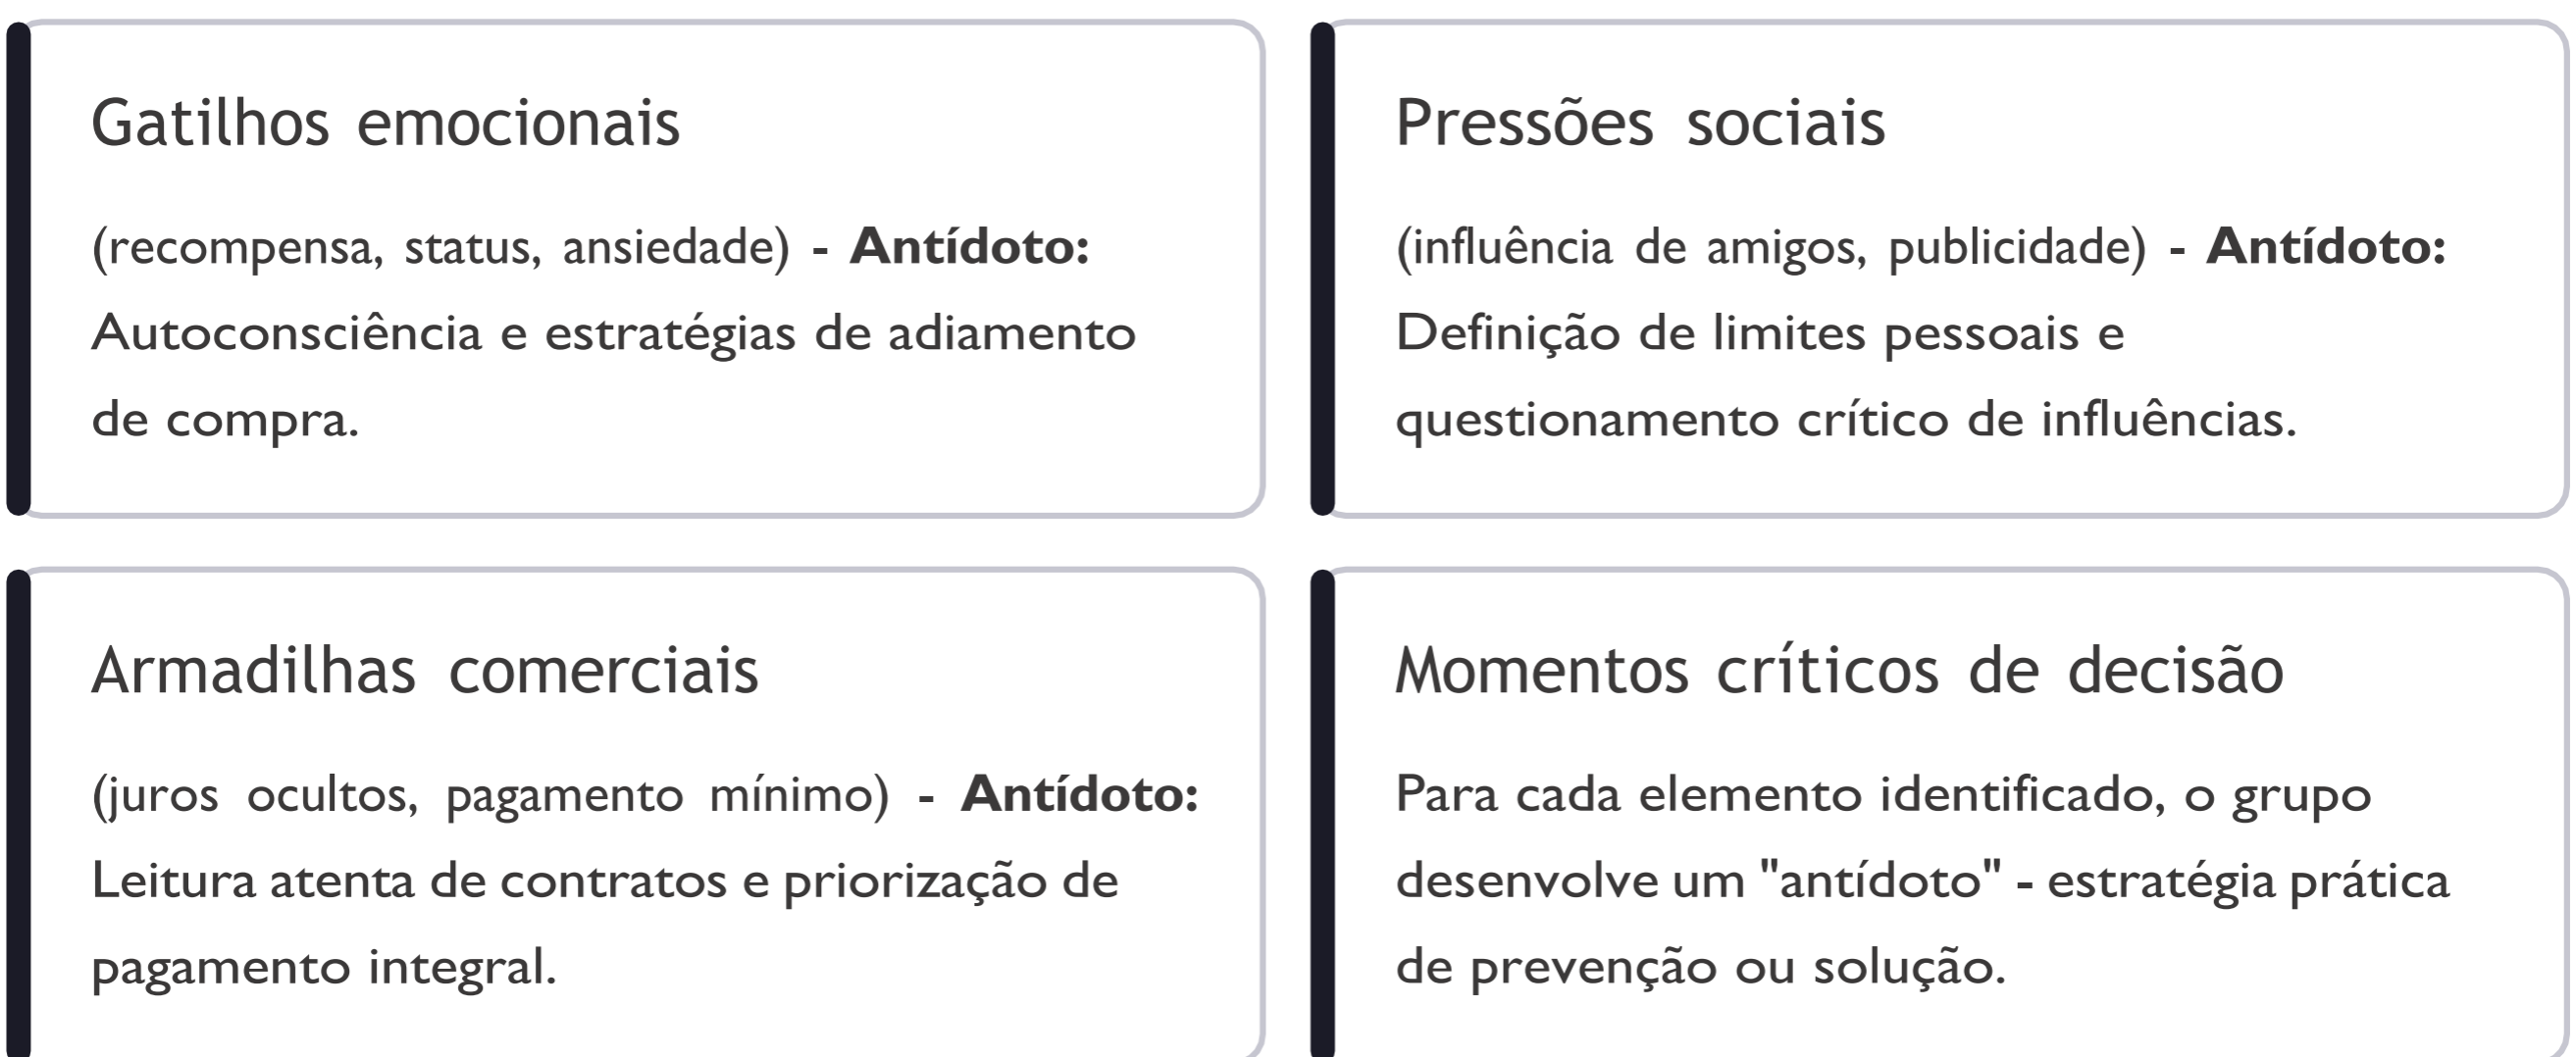 Gatilhos emocionais
(recompensa, status, ansiedade) - Antídoto:
Autoconsciência e estratégias de adiamento
de compra.
Pressões sociais
(influência de amigos, publicidade) - Antídoto:
Definição de limites pessoais e
questionamento crítico de influências.
Armadilhas comerciais
(juros ocultos, pagamento mínimo) - Antídoto:
Leitura atenta de contratos e priorização de
pagamento integral.
Momentos críticos de decisão
Para cada elemento identificado, o grupo
desenvolve um "antídoto" - estratégia prática
de prevenção ou solução.